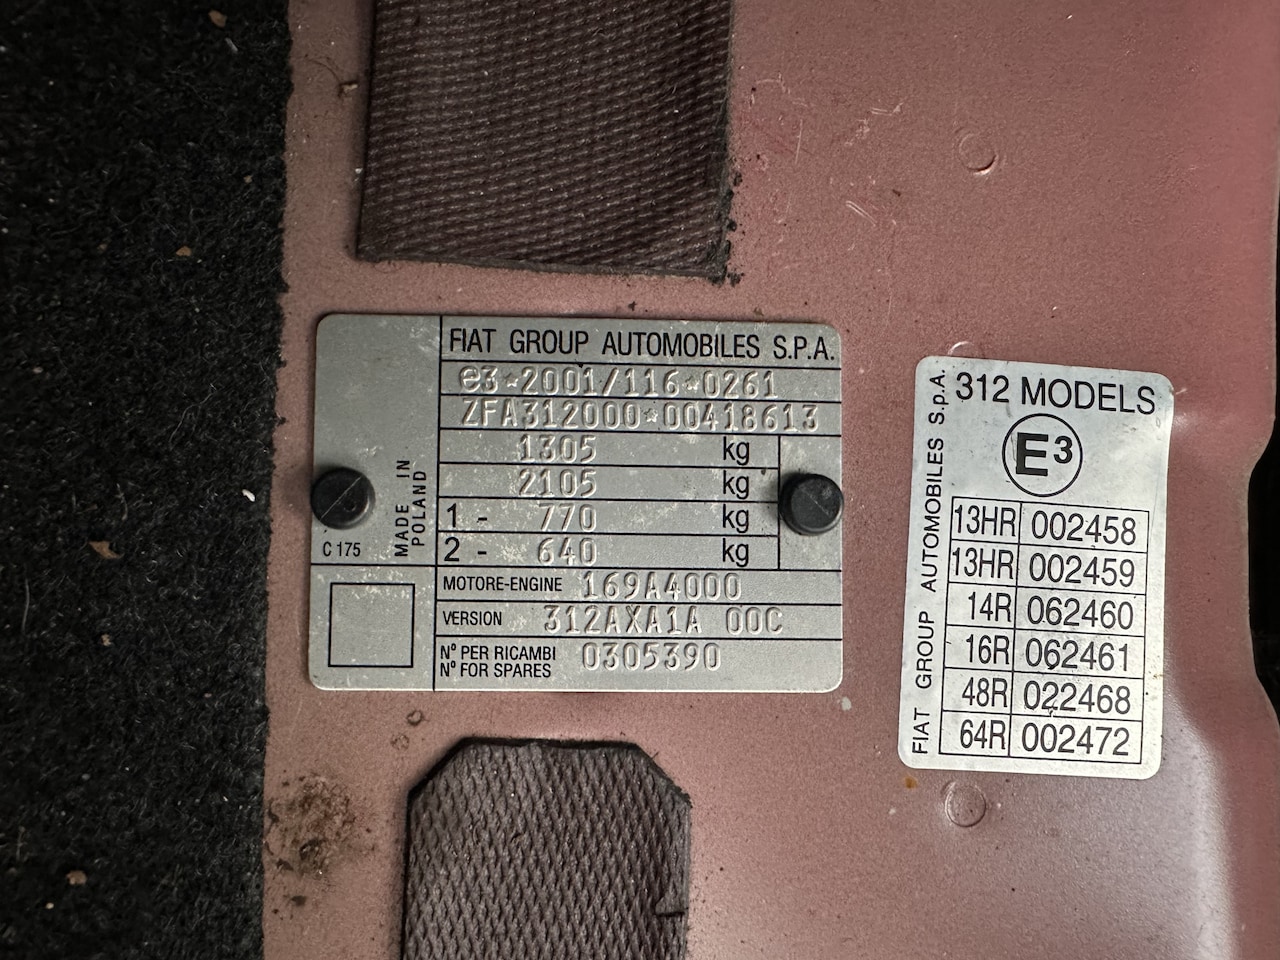 FIAT GROUP AUTOMOBILES S.P.A.
e3*2001/116*0261
ZFA312000*00418613
1305 kg
2105 kg
1 - 770 kg
2 - 640 kg
MADE IN
POLAND
C 175
MOTORE-ENGINE 169A4000
VERSION 312AXA1A 00C
N° PER RICAMBI
N° FOR SPARES 0305390
FIAT GROUP AUTOMOBILES S.p.A.
312 MODELS
E3
13HR 002458
13HR 002459
14R 062460
16R 062461
48R 022468
64R 002472